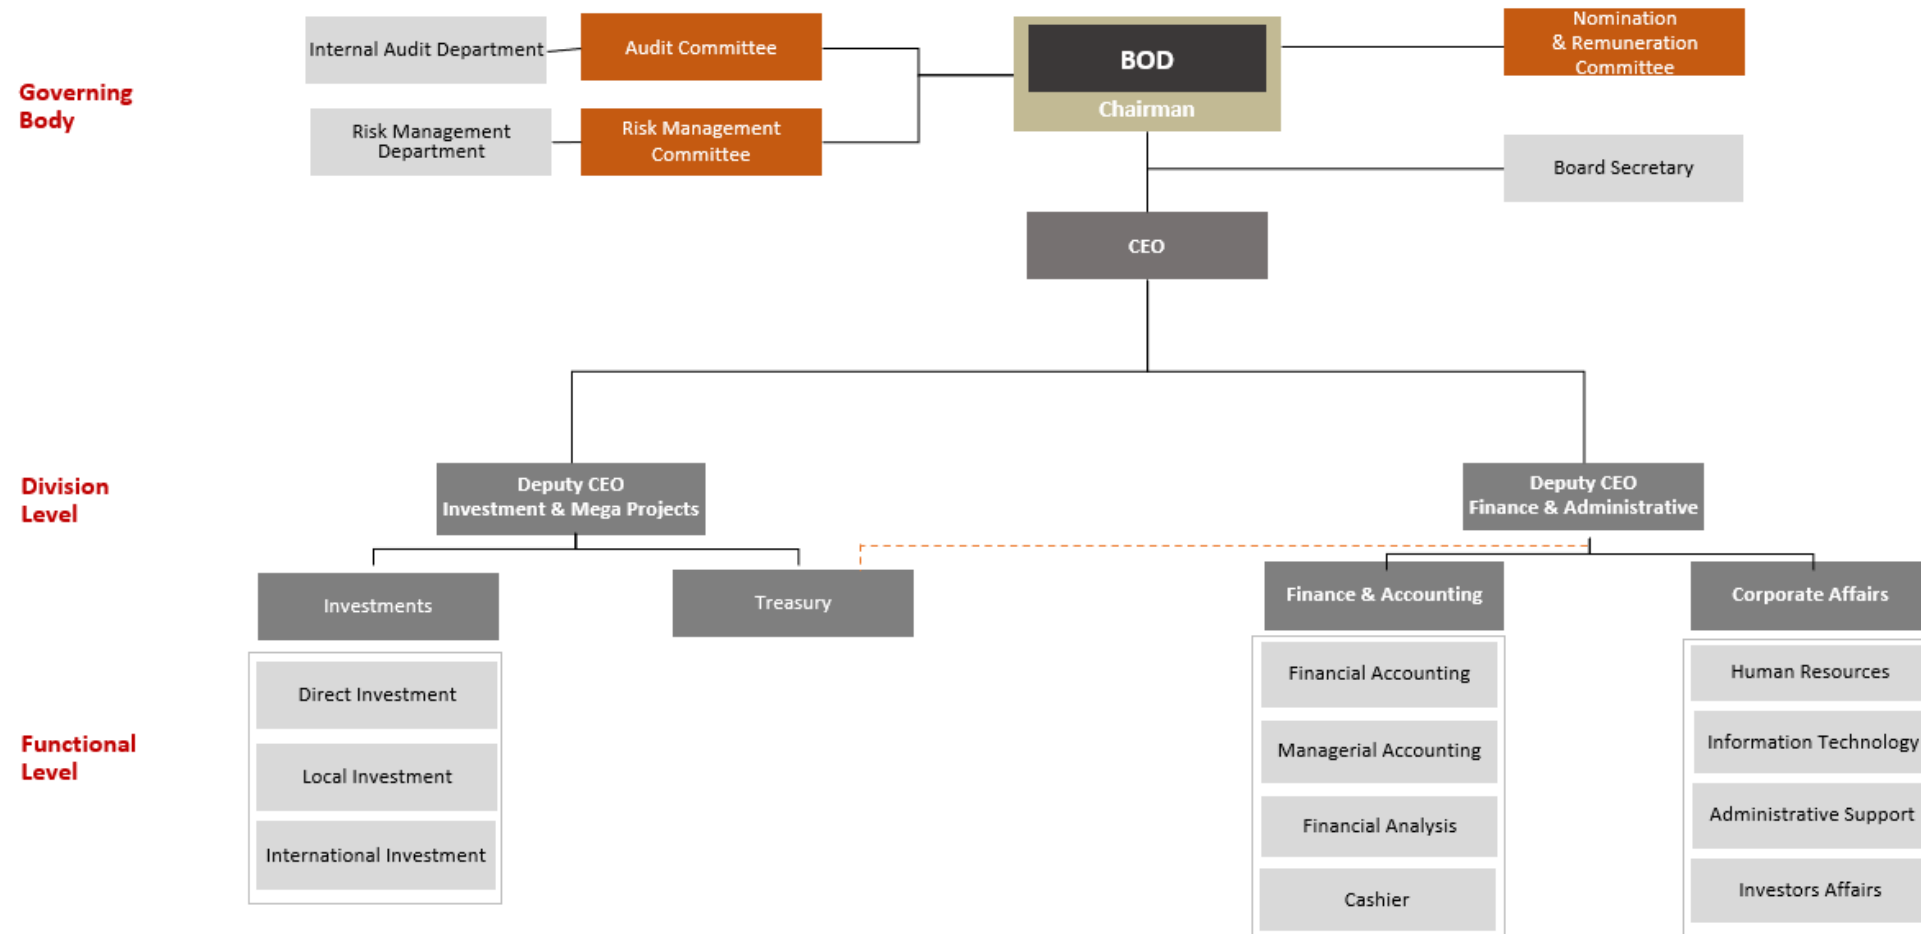 Internal Audit Department
Audit Committee
BOD
Chairman
Nomination
& Remuneration
Committee
Governing
Body
Risk Management
Department
Risk Management
Committee
Board Secretary
CEO
Division
Level
Deputy CEO
Investment & Mega Projects
Deputy CEO
Finance & Administrative
Investments
Treasury
Finance & Accounting
Corporate Affairs
Functional
Level
Direct Investment
Local Investment
International Investment
Financial Accounting
Managerial Accounting
Financial Analysis
Cashier
Human Resources
Information Technology
Administrative Support
Investors Affairs